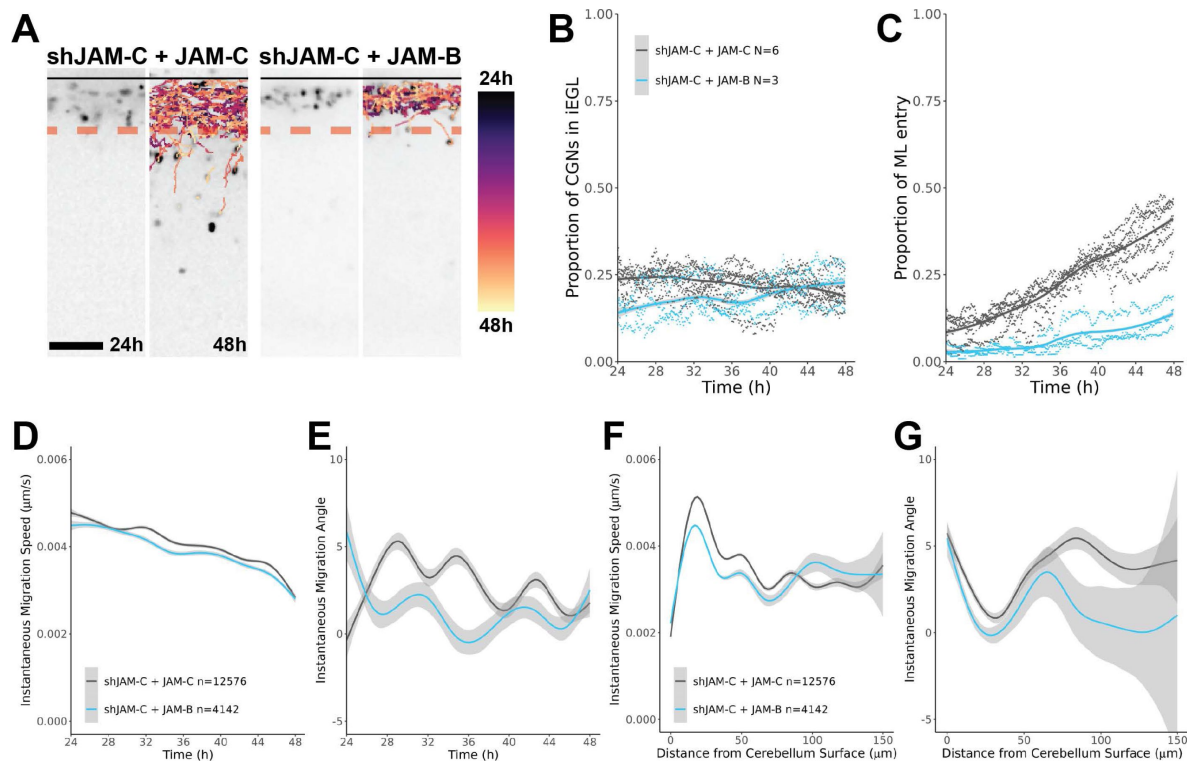 A
shJAM-C + JAM-C
shJAM-C + JAM-B
24h
48h
24h
48h
B
Proportion of CGNs in iEGL
1.00
0.75
0.50
0.25
0.00
shJAM-C + JAM-C N=6
shJAM-C + JAM-B N=3
24 28 32 36 40 44 48
Time (h)
C
Proportion of ML entry
1.00
0.75
0.50
0.25
0.00
24 28 32 36 40 44 48
Time (h)
D
Instantaneous Migration Speed (μm/s)
0.006
0.004
0.002
0.000
shJAM-C + JAM-C n=12576
shJAM-C + JAM-B n=4142
24 28 32 36 40 44 48
Time (h)
E
Instantaneous Migration Angle
10
5
0
-5
24 28 32 36 40 44 48
Time (h)
F
Instantaneous Migration Speed (μm/s)
0.006
0.004
0.002
0.000
shJAM-C + JAM-C n=12576
shJAM-C + JAM-B n=4142
0 50 100 150
Distance from Cerebellum Surface (μm)
G
Instantaneous Migration Angle
10
5
0
-5
0 50 100 150
Distance from Cerebellum Surface (μm)